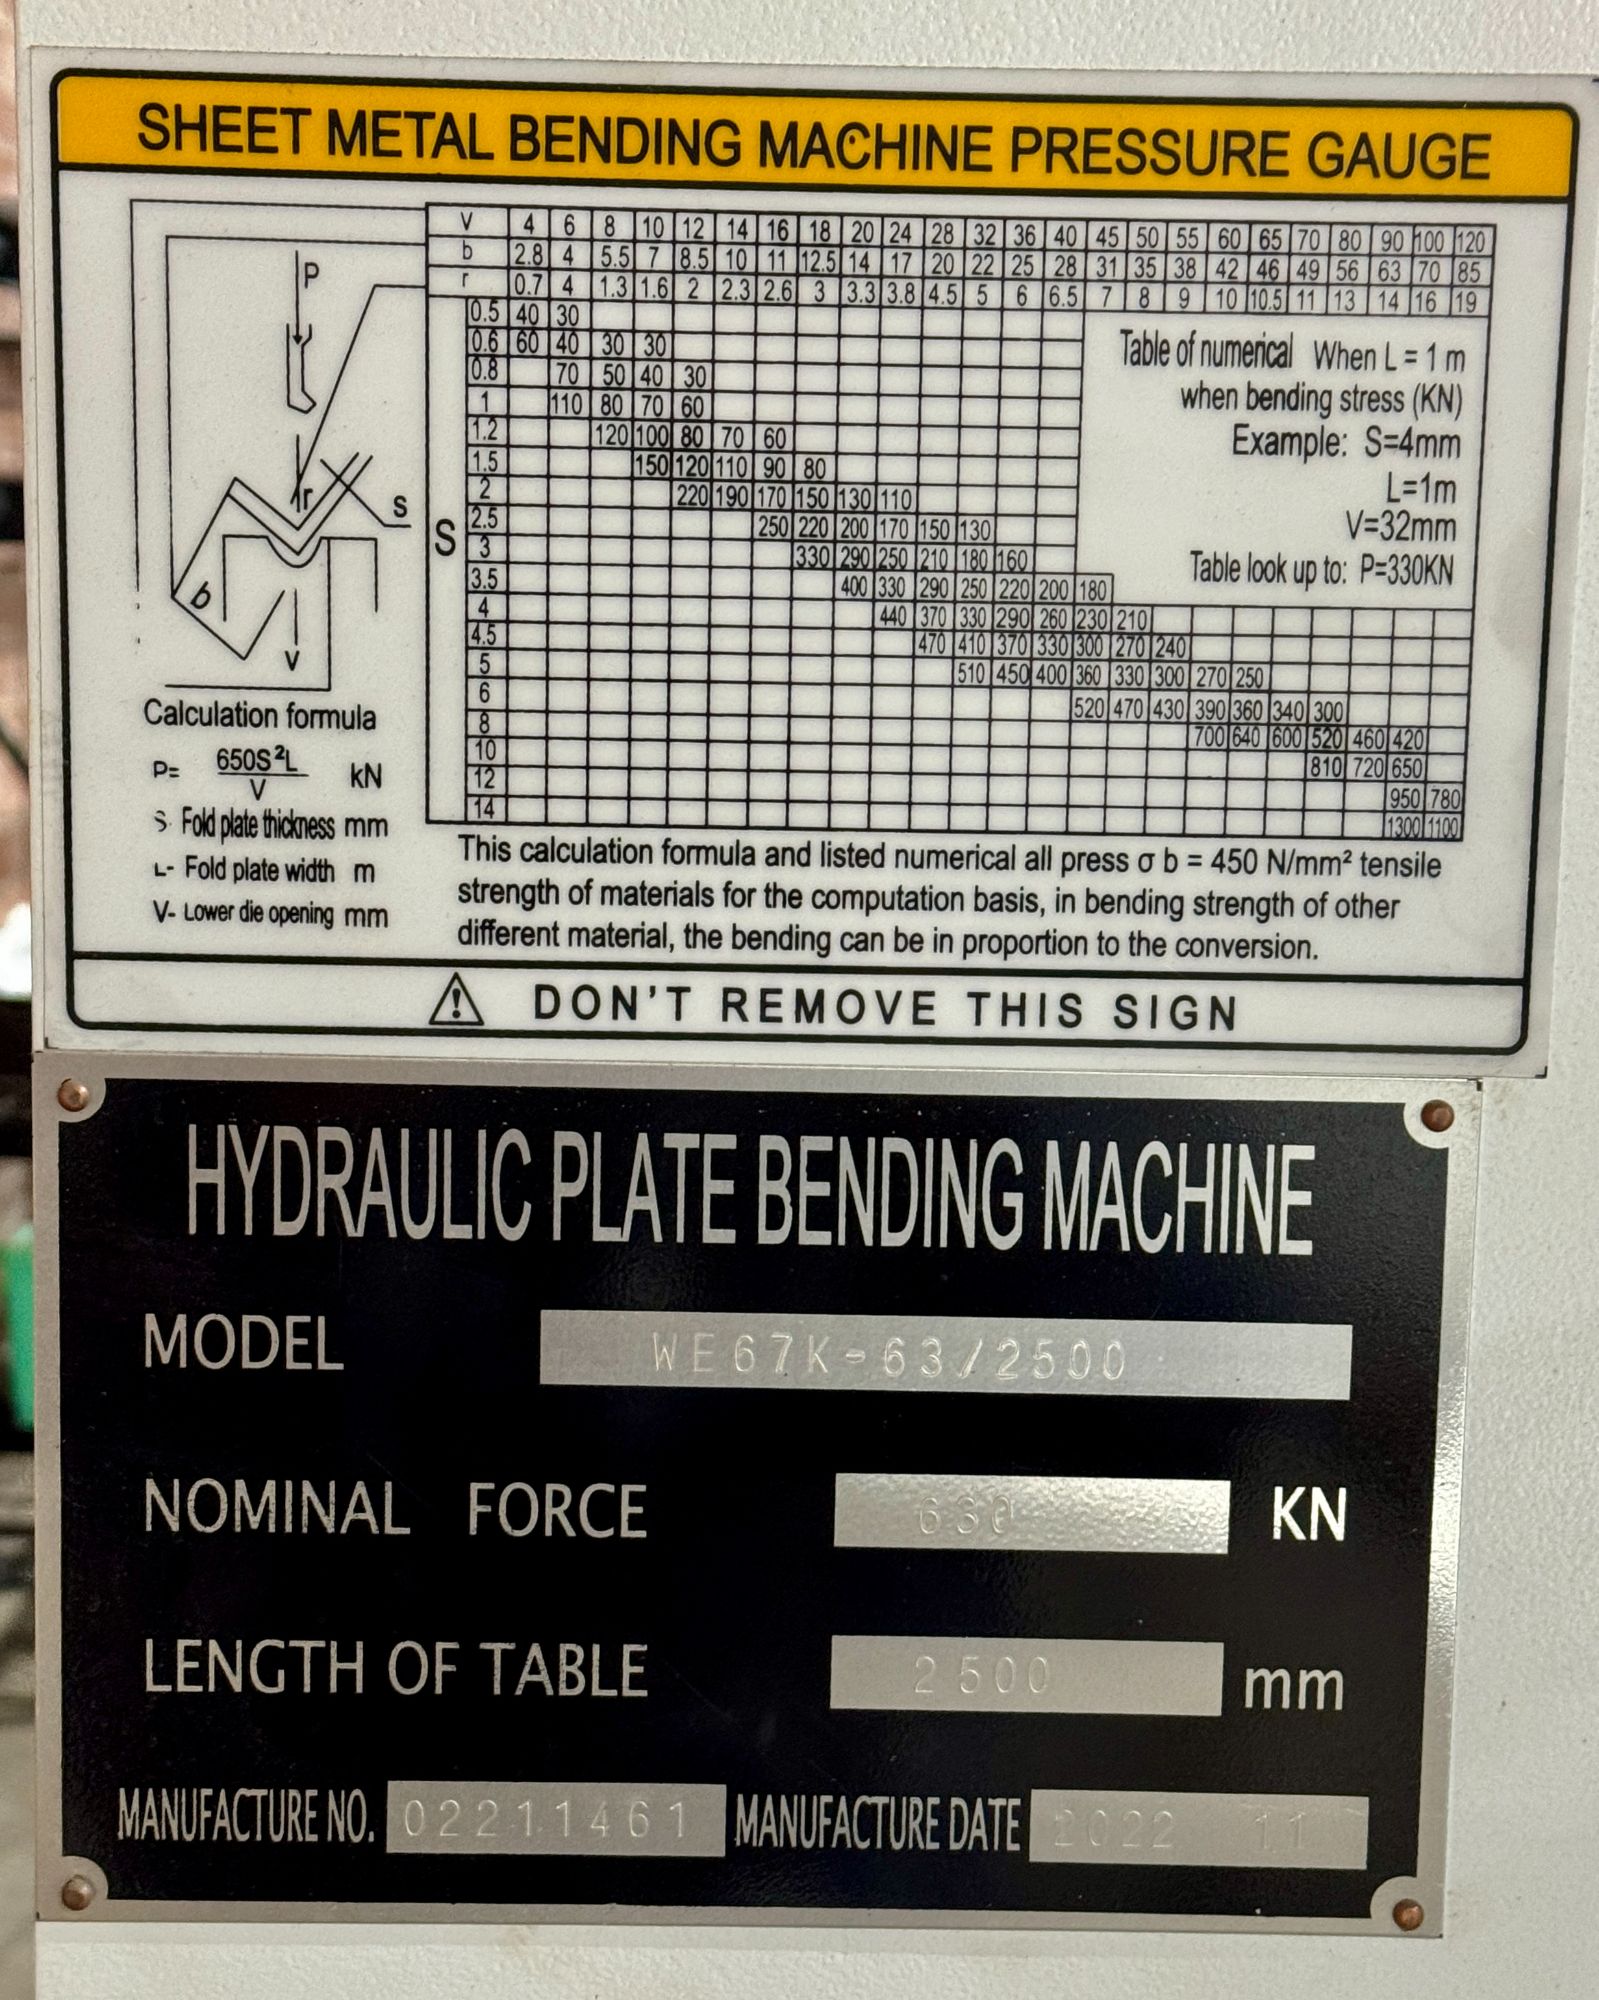 SHEET METAL BENDING MACHINE PRESSURE GAUGE
V 4 6 8 10 12 14 16 18 20 24 28 32 36 40 45 50 55 60 65 70 80 90 100 120
b 2.8 4 5.5 7 8.5 10 11 12.5 14 17 20 22 25 28 31 35 38 42 46 49 56 63 70 85
r 0.7 4 1.3 1.6 2 2.3 2.6 3 3.3 3.8 4.5 5 6 6.5 7 8 9 10 10.5 11 13 14 16 19
S
0.5 40 30
0.6 60 40 30 30
0.8 70 50 40 30
1 110 80 70 60
1.2 120 100 80 70 60
1.5 150 120 110 90 80
2 220 190 170 150 130 110
2.5 250 220 200 170 150 130
3 330 290 250 210 180 160
3.5 400 330 290 250 220 200 180
4 440 370 330 290 260 230 210
4.5 470 410 370 330 300 270 240
5 510 450 400 360 330 300 270 250
6 520 470 430 390 360 340 300
8 700 640 600 520 460 420
10 810 720 650
12 950 780
14 1300 1100
Table of numerical When L = 1 m
when bending stress (KN)
Example: S=4mm
L=1m
V=32mm
Table look up to: P=330KN
P
r
S
b
V
Calculation formula
P= 650S²L / V kN
S Fold plate thickness mm
L- Fold plate width m
V- Lower die opening mm
This calculation formula and listed numerical all press σ b = 450 N/mm² tensile
strength of materials for the computation basis, in bending strength of other
different material, the bending can be in proportion to the conversion.
DON'T REMOVE THIS SIGN
HYDRAULIC PLATE BENDING MACHINE
MODEL WE67K-63/2500
NOMINAL FORCE 630 KN
LENGTH OF TABLE 2500 mm
MANUFACTURE NO. 02211461 MANUFACTURE DATE 2022 11